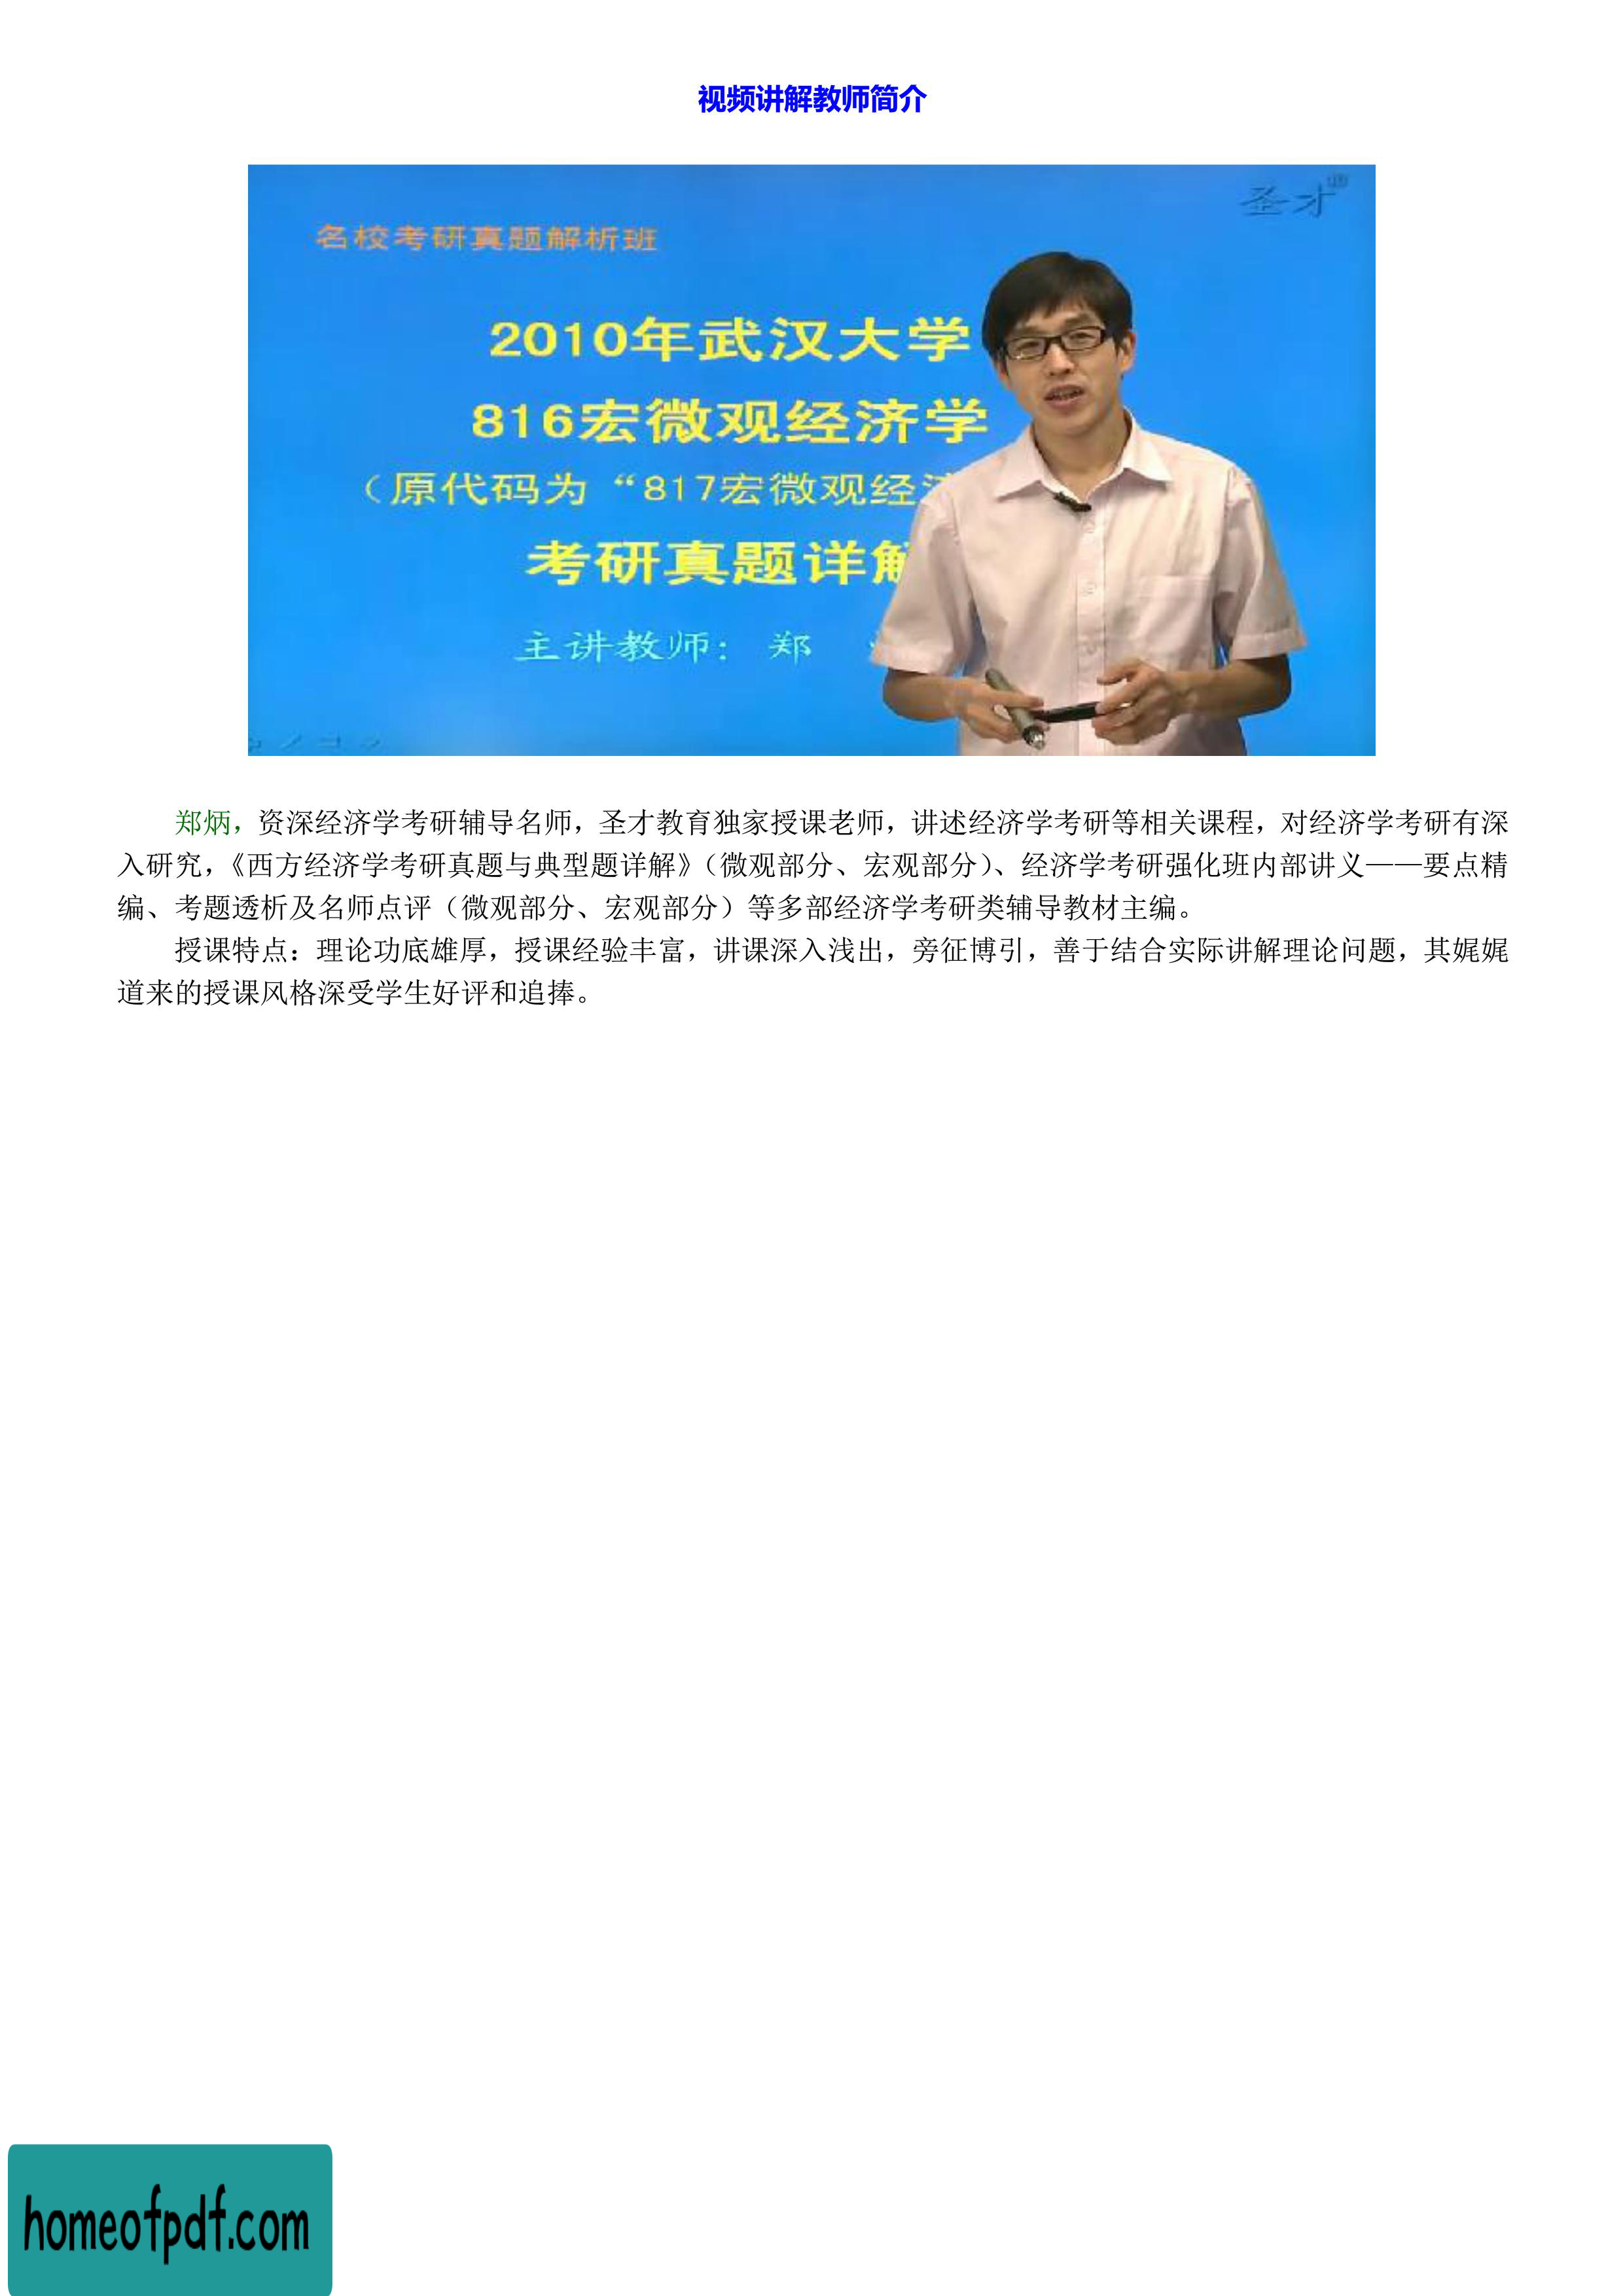 视频讲解教师简介
圣才
名校考研真题解析班
2010年武汉大学
816宏微观经济学
（原代码为“817宏微观经
考研真题详解
主讲教师：郑
郑炳，资深经济学考研辅导名师，圣才教育独家授课老师，讲述经济学考研等相关课程，对经济学考研有深
入研究，《西方经济学考研真题与典型题详解》（微观部分、宏观部分）、经济学考研强化班内部讲义——要点精
编、考题透析及名师点评（微观部分、宏观部分）等多部经济学考研类辅导教材主编。
授课特点：理论功底雄厚，授课经验丰富，讲课深入浅出，旁征博引，善于结合实际讲解理论问题，其娓娓
道来的授课风格深受学生好评和追捧。
homeofpdf.com